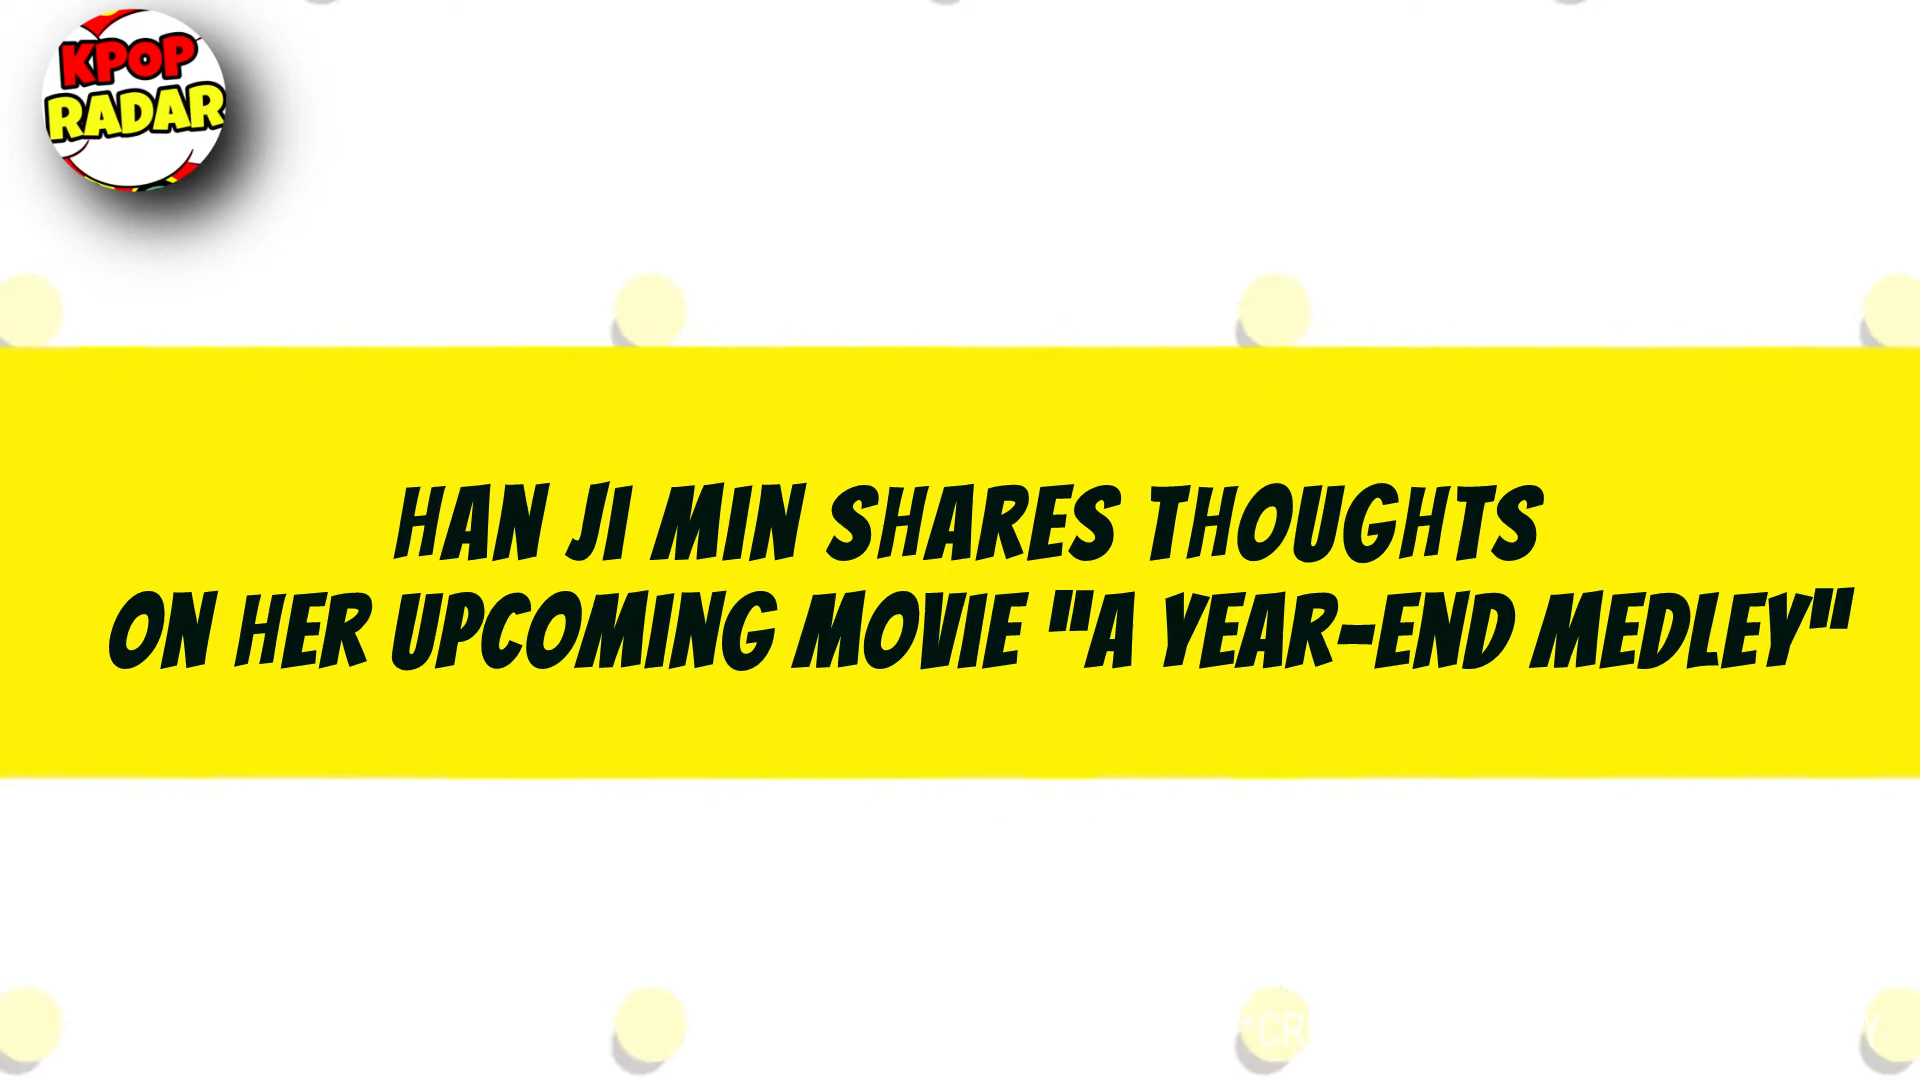 KPOP
RADAR
HAN JI MIN SHARES THOUGHTS
ON HER UPCOMING MOVIE "A YEAR-END MEDLEY"